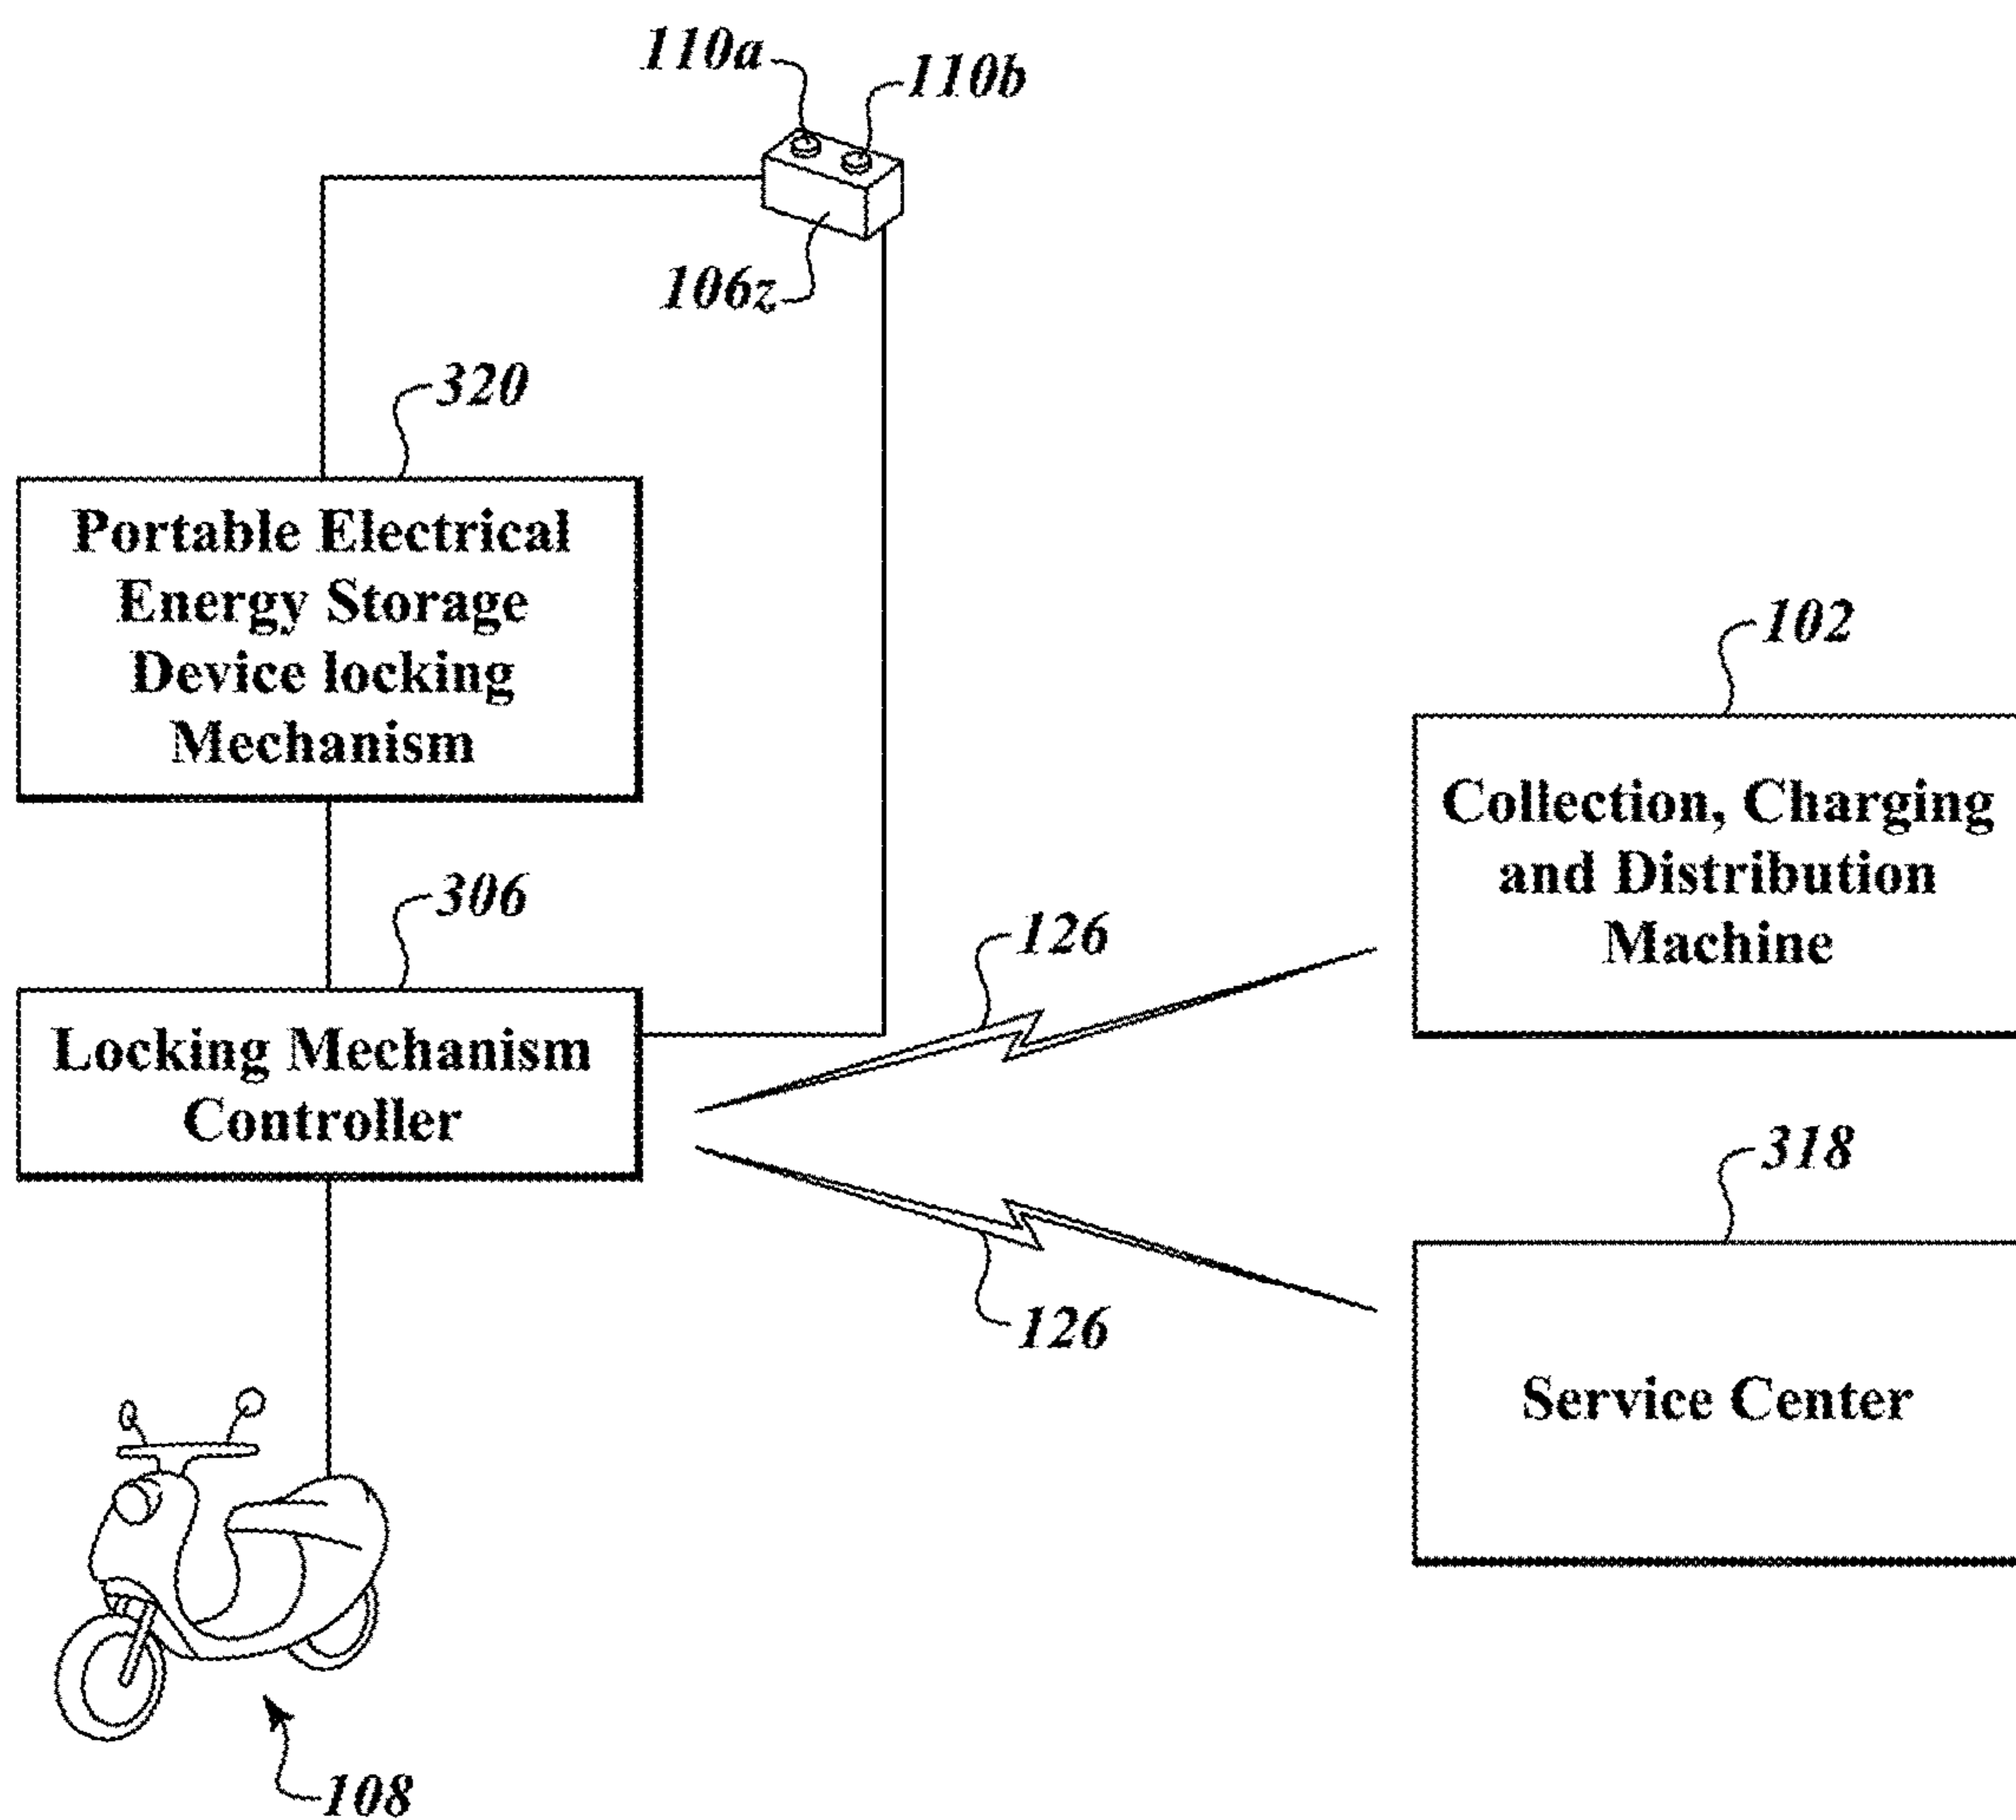 110a
110b
106z
320
Portable Electrical
Energy Storage
Device locking
Mechanism
102
Collection, Charging
and Distribution
Machine
306
Locking Mechanism
Controller
126
318
Service Center
126
108